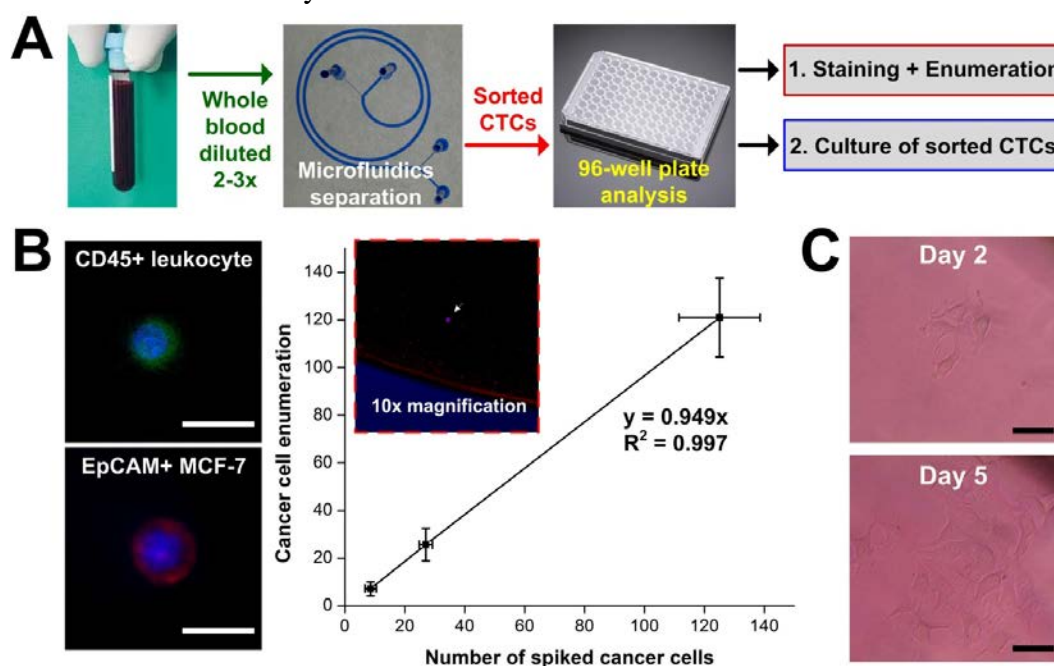 A
Whole
blood
diluted
2-3x
Microfluidics
separation
Sorted
CTCs
96-well plate
analysis
1. Staining + Enumeration
2. Culture of sorted CTCs
B
CD45+ leukocyte
EpCAM+ MCF-7
Cancer cell enumeration
140
120
100
80
60
40
20
0
10x magnification
y = 0.949x
R² = 0.997
0 20 40 60 80 100 120 140
Number of spiked cancer cells
C
Day 2
Day 5